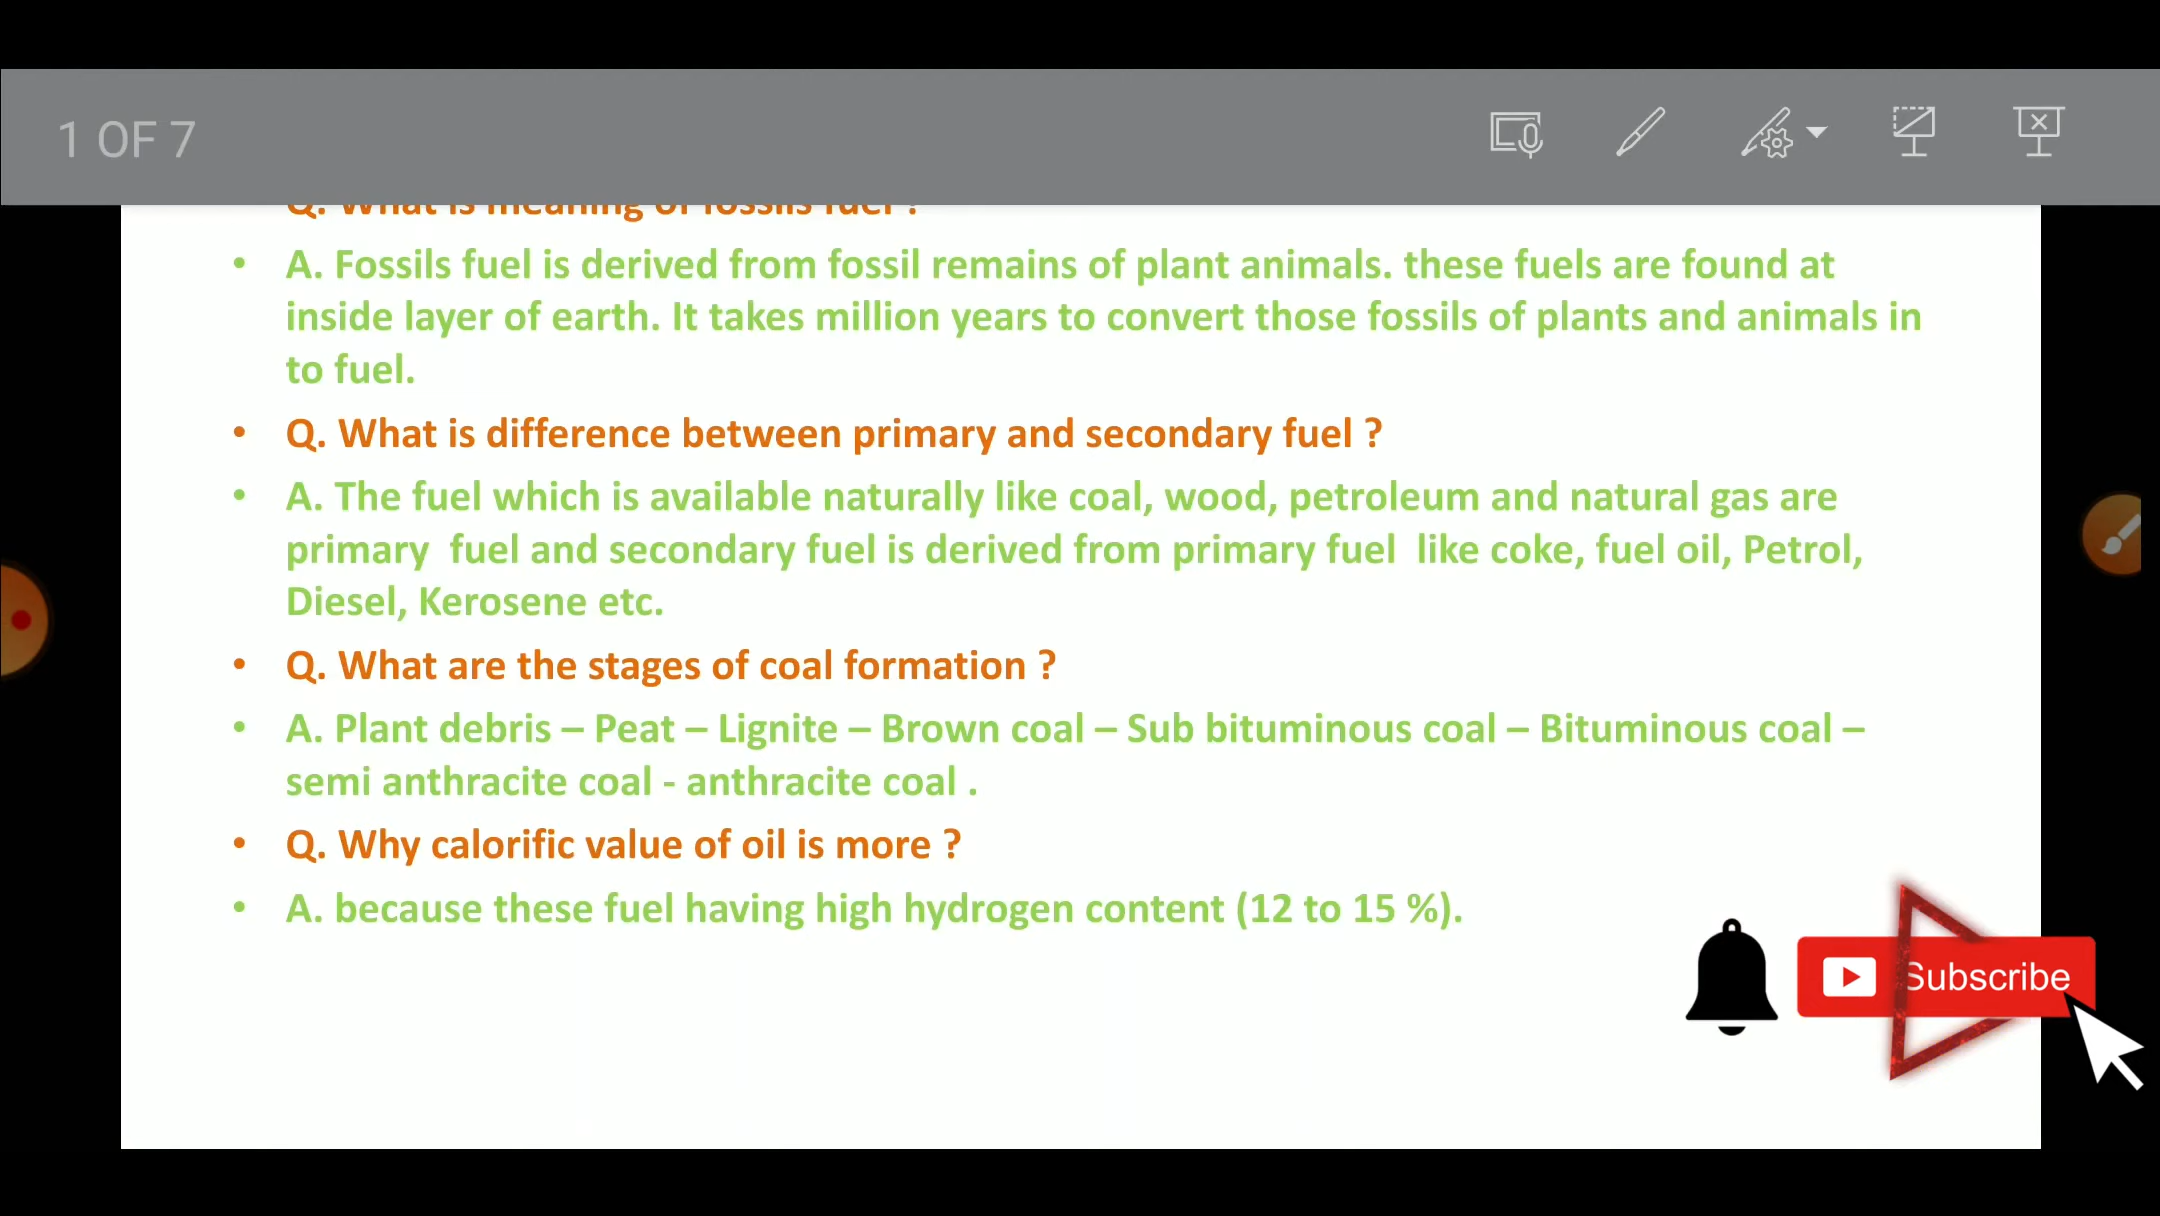 1 OF 7
Q. What is meaning of fossils fuel ?
• A. Fossils fuel is derived from fossil remains of plant animals. these fuels are found at
inside layer of earth. It takes million years to convert those fossils of plants and animals in
to fuel.
• Q. What is difference between primary and secondary fuel ?
• A. The fuel which is available naturally like coal, wood, petroleum and natural gas are
primary  fuel and secondary fuel is derived from primary fuel  like coke, fuel oil, Petrol,
Diesel, Kerosene etc.
• Q. What are the stages of coal formation ?
• A. Plant debris – Peat – Lignite – Brown coal – Sub bituminous coal – Bituminous coal –
semi anthracite coal - anthracite coal .
• Q. Why calorific value of oil is more ?
• A. because these fuel having high hydrogen content (12 to 15 %).
Subscribe